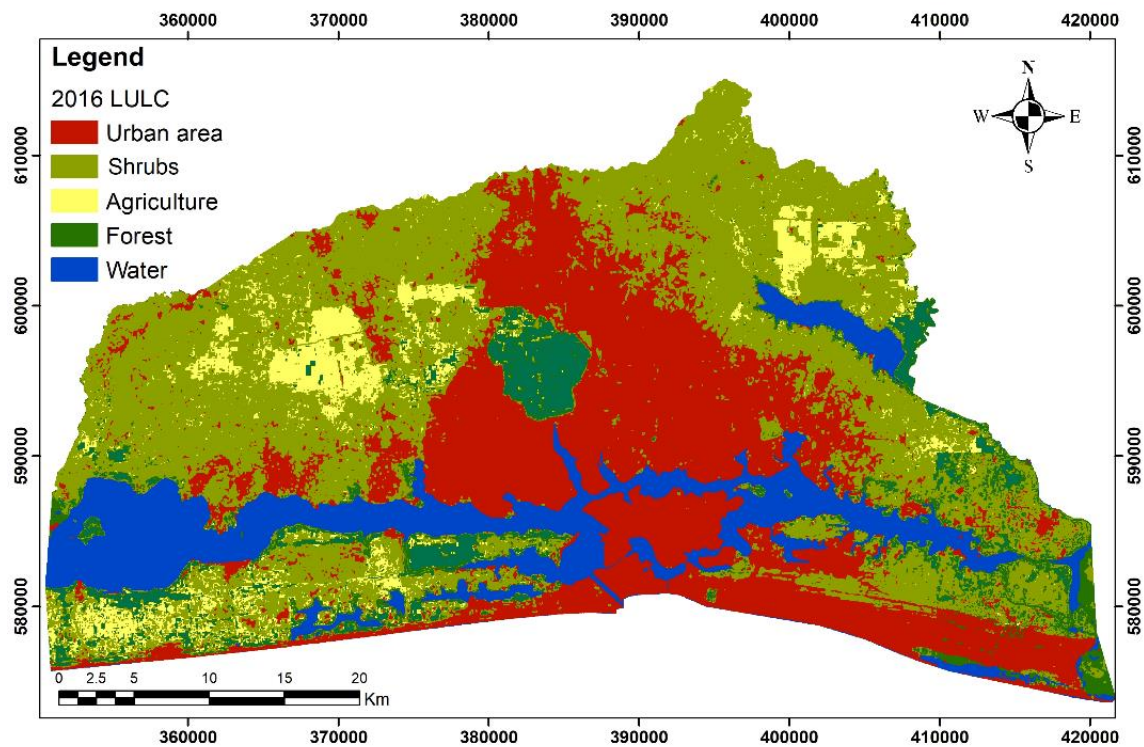 360000 370000 380000 390000 400000 410000 420000
Legend
2016 LULC
Urban area
Shrubs
Agriculture
Forest
Water
N
W E
S
610000 610000
600000 600000
590000 590000
580000 580000
0 2.5 5 10 15 20
Km
360000 370000 380000 390000 400000 410000 420000